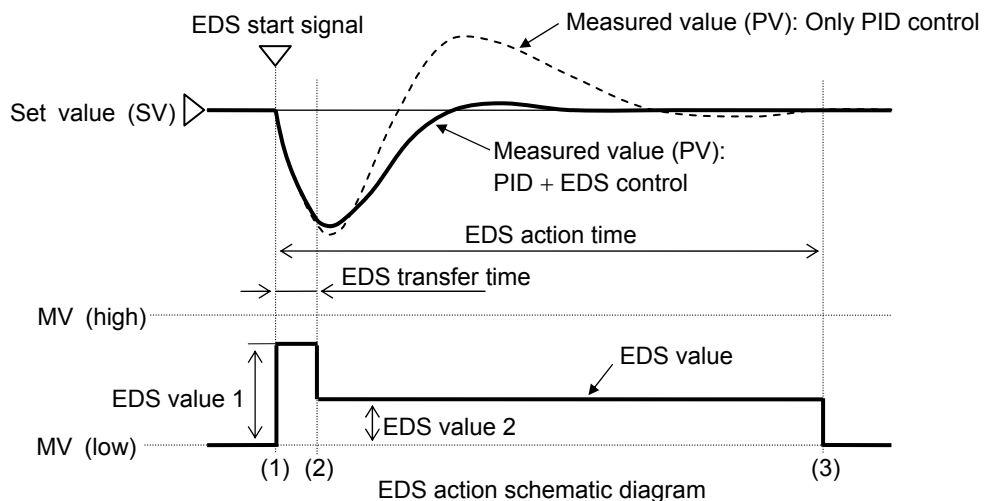 EDS start signal
Measured value (PV): Only PID control
Set value (SV)
Measured value (PV):
PID + EDS control
EDS action time
EDS transfer time
MV (high)
EDS value
EDS value 1
EDS value 2
MV (low)
(1) (2) (3)
EDS action schematic diagram